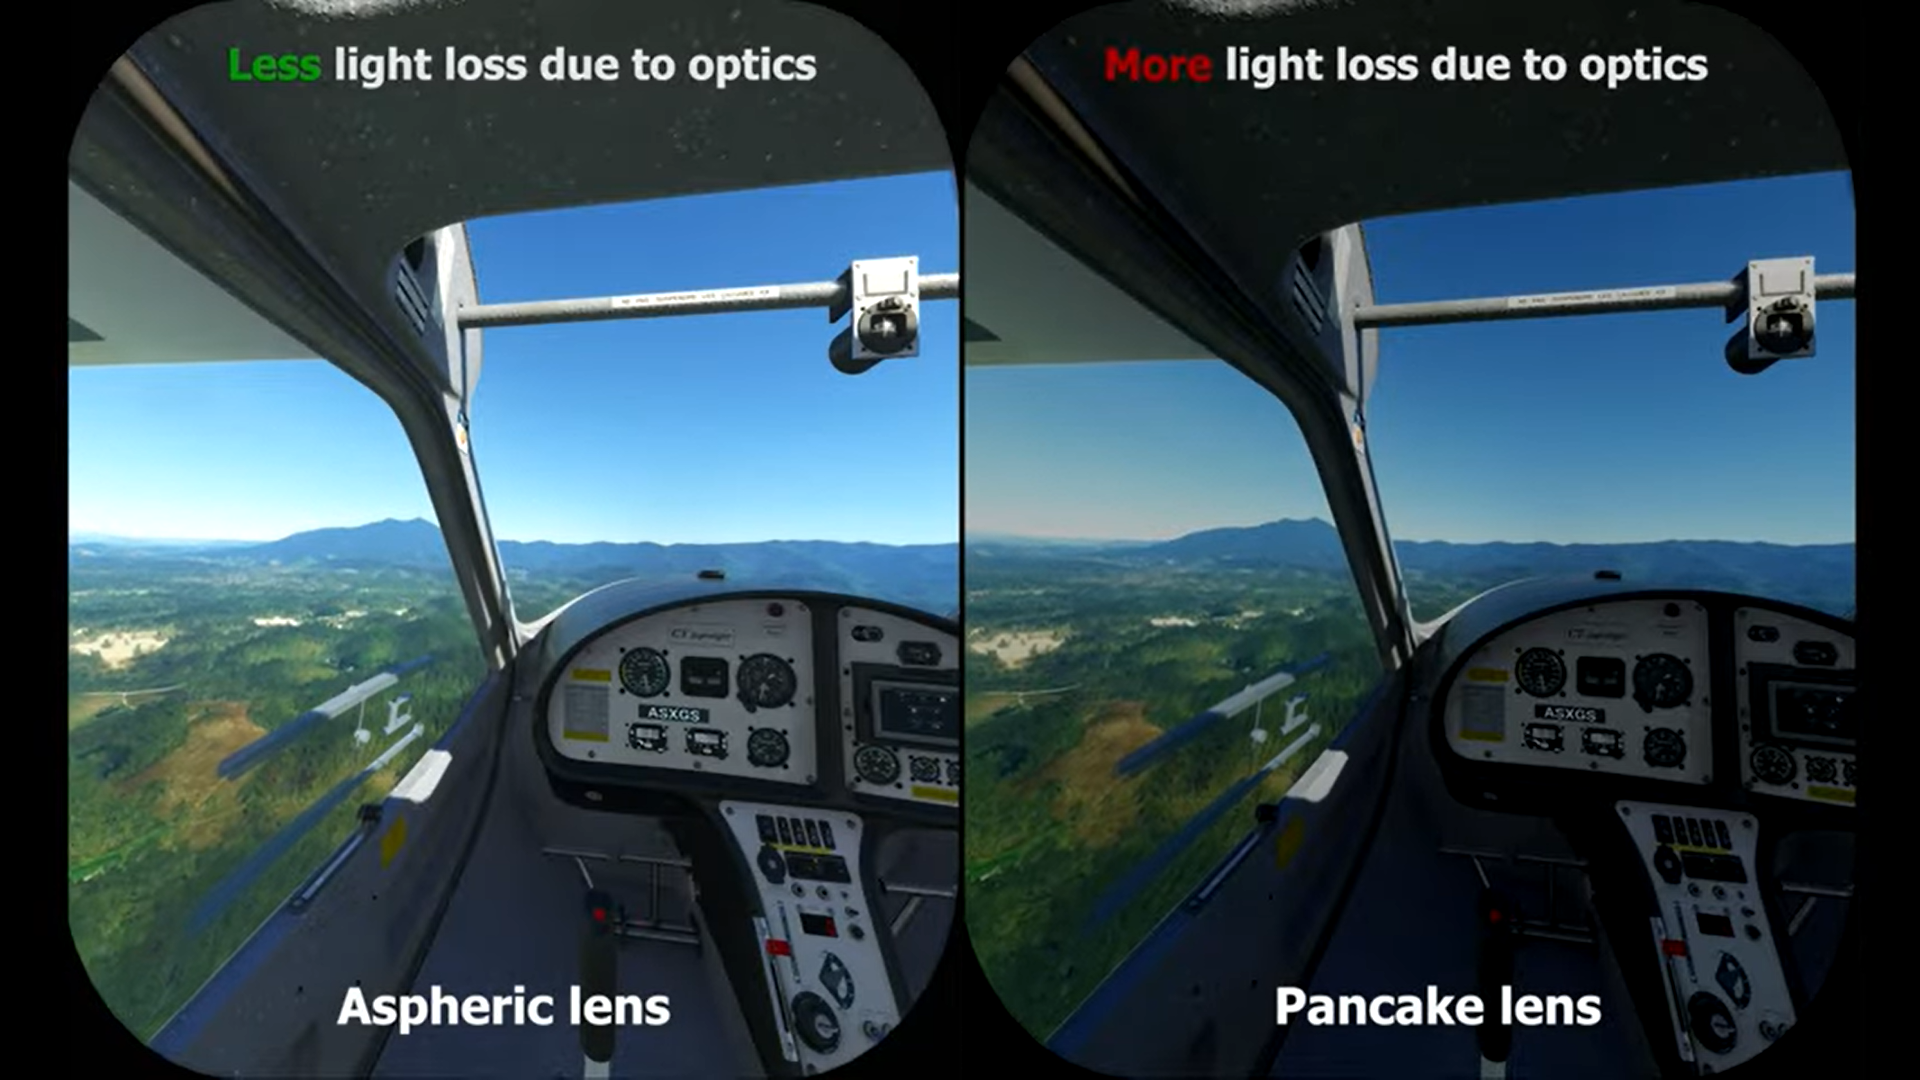 Less light loss due to optics
More light loss due to optics
ASXGS
ASXGS
Aspheric lens
Pancake lens